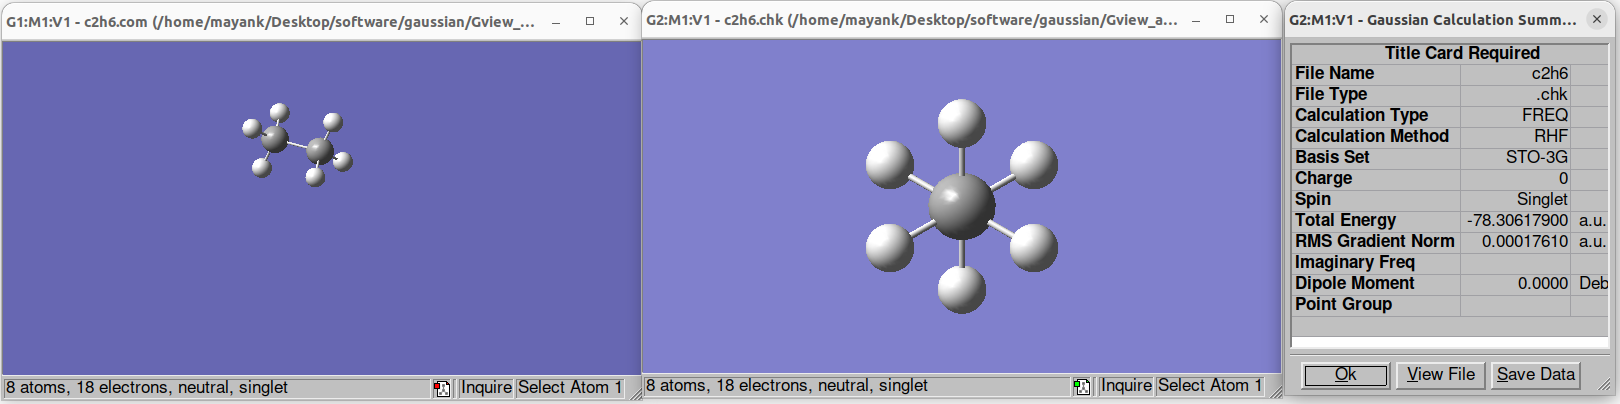 G1:M1:V1 - c2h6.com (/home/mayank/Desktop/software/gaussian/Gview_...
8 atoms, 18 electrons, neutral, singlet
Inquire
Select Atom 1
G2:M1:V1 - c2h6.chk (/home/mayank/Desktop/software/gaussian/Gview_a...
8 atoms, 18 electrons, neutral, singlet
Inquire
Select Atom 1
G2:M1:V1 - Gaussian Calculation Summ...
Title Card Required
File Name c2h6
File Type .chk
Calculation Type FREQ
Calculation Method RHF
Basis Set STO-3G
Charge 0
Spin Singlet
Total Energy -78.30617900 a.u.
RMS Gradient Norm 0.00017610 a.u.
Imaginary Freq
Dipole Moment 0.0000 Deb
Point Group
Ok View File Save Data